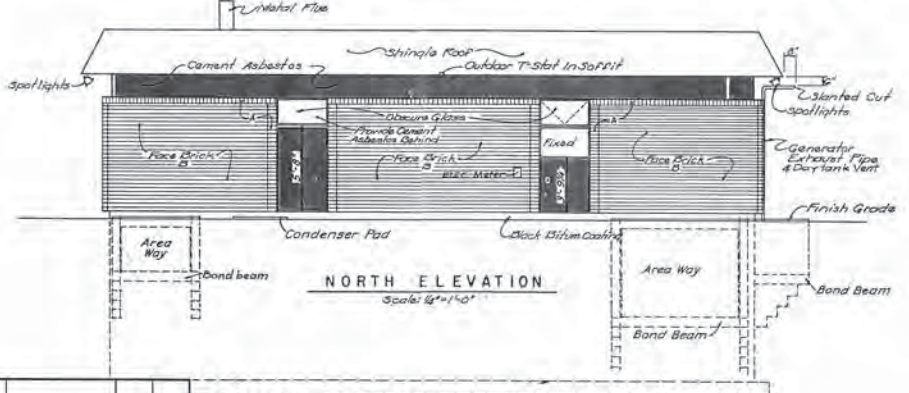 Metal Flue
Shingle Roof
Cement Asbestos
Outdoor T-Stat In Soffit
Spotlights
8"
Slanted Cut
Spotlights
A
A
Obscure Glass
Provide Cement
Asbestos Behind
Fixed
Face Brick
B
Face Brick
B
Face Brick
B
Elec. Meter
Generator
Exhaust Pipe
& Daytank Vent
Finish Grade
Condenser Pad
Black Bitum Coating
Area
Way
Bond beam
Area Way
Bond Beam
Bond Beam
NORTH ELEVATION
Scale: 1/4"=1'-0"